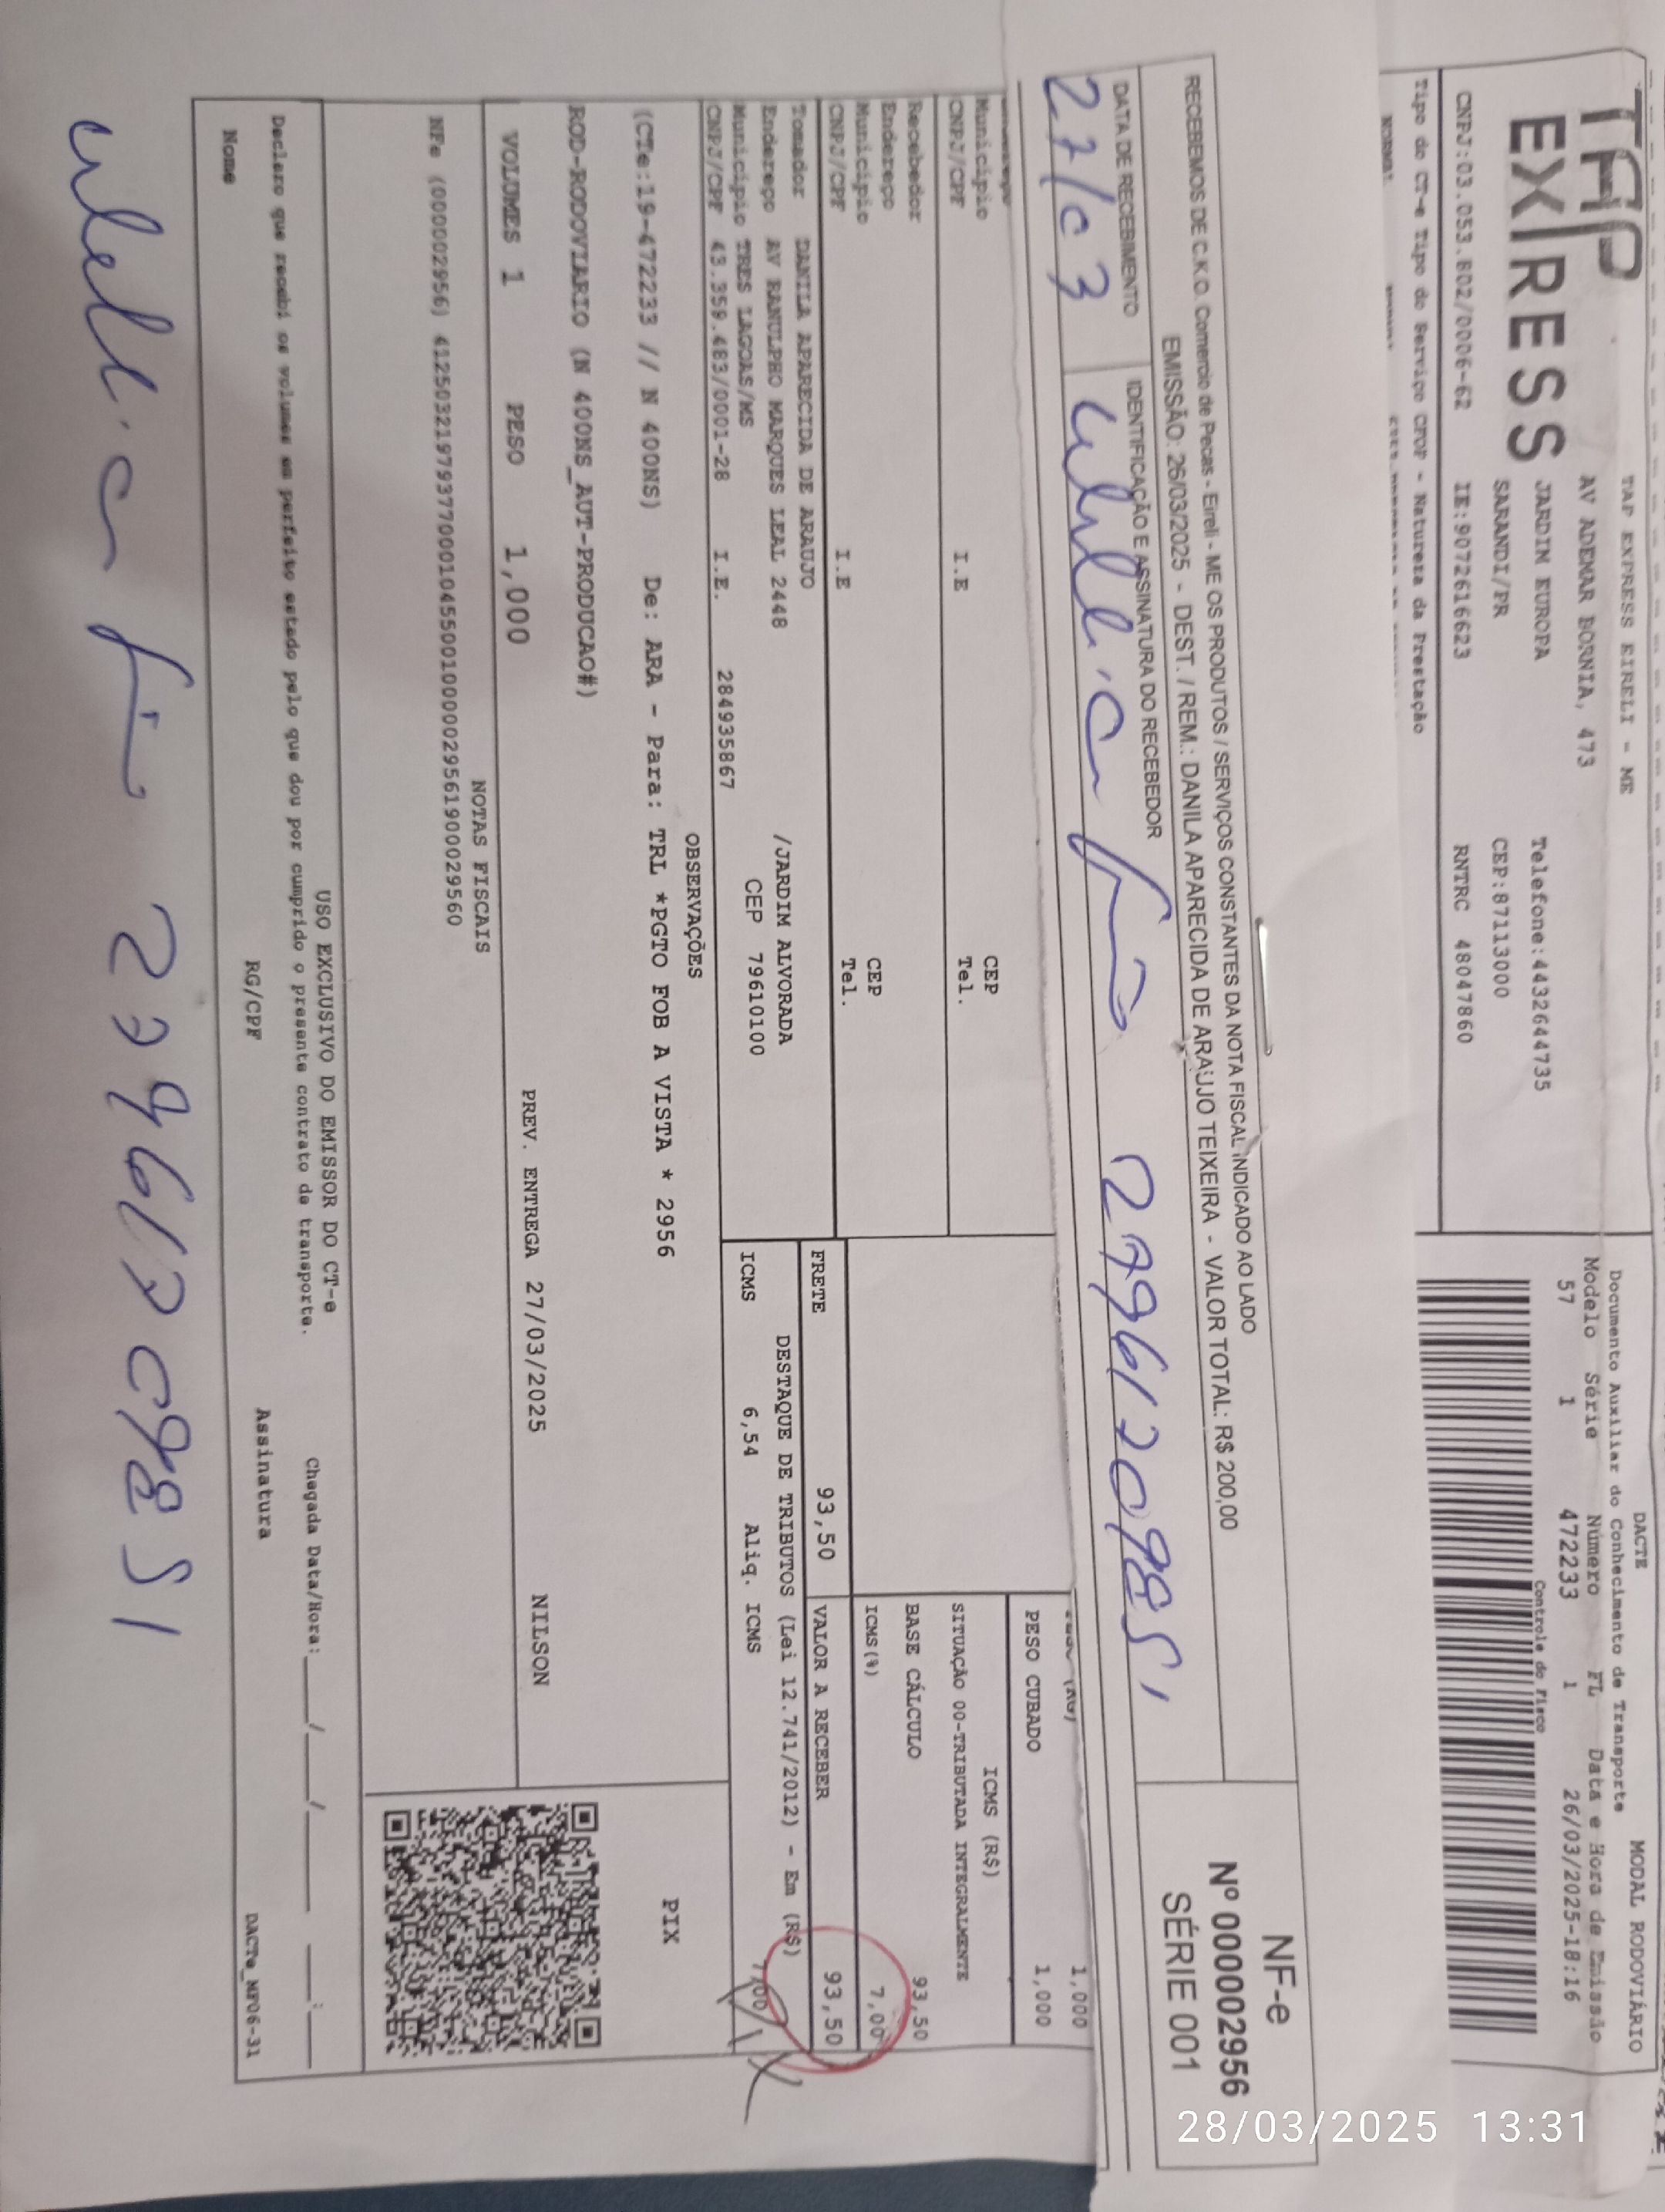 TAP EXPRESS
TAP EXPRESS EIRELI - ME
AV ADEMAR BORNIA, 473
JARDIM EUROPA Telefone:4432644735
SARANDI/PR CEP:87113000
CNPJ:03.053.802/0006-62 IE:9072616623 RNTRC 48047860
Tipo do CT-e Tipo do Serviço CFOP - Natureza da Prestação
DACTE MODAL RODOVIÁRIO
Documento Auxiliar do Conhecimento de Transporte
Modelo Série Número FL Data e Hora de Emissão
57 1 472233 1 26/03/2025-18:16
Controle do Fisco
RECEBEMOS DE C.K.O. Comercio de Pecas - Eireli - ME OS PRODUTOS / SERVIÇOS CONSTANTES DA NOTA FISCAL INDICADO AO LADO
EMISSÃO: 26/03/2025 - DEST. / REM.: DANILA APARECIDA DE ARAUJO TEIXEIRA - VALOR TOTAL: R$ 200,00
DATA DE RECEBIMENTO IDENTIFICAÇÃO E ASSINATURA DO RECEBEDOR
NF-e
Nº 000002956
SÉRIE 001
PESO CUBADO 1,000
1,000
Município CEP
CNPJ/CPF I.E Tel.
Recebedor
Endereço
Município CEP
CNPJ/CPF I.E Tel.
ICMS (R$)
SITUAÇÃO 00-TRIBUTADA INTEGRALMENTE
BASE CÁLCULO 93,50
ICMS(%) 7,00
FRETE 93,50 VALOR A RECEBER 93,50
Tomador DANILA APARECIDA DE ARAUJO
Endereço AV RANULPHO MARQUES LEAL 2448 /JARDIM ALVORADA
Município TRES LAGOAS/MS CEP 79610100
CNPJ/CPF 43.359.483/0001-28 I.E. 284935867
DESTAQUE DE TRIBUTOS (Lei 12.741/2012) - Em (R$)
ICMS 6,54 Aliq. ICMS 7,00
OBSERVAÇÕES
(CTe:19-472233 // N 400NS) De: ARA - Para: TRL *PGTO FOB A VISTA * 2956
ROD-RODOVIARIO (N 400NS_AUT-PRODUCAO#)
PIX
VOLUMES 1 PESO 1,000 PREV. ENTREGA 27/03/2025 NILSON
NOTAS FISCAIS
NFe (000002956) 41250321979377000104550010000029561900029560
USO EXCLUSIVO DO EMISSOR DO CT-e
Declaro que recebi os volumes em perfeito estado pelo que dou por cumprido o presente contrato de transporte. Chegada Data/Hora:___/___/___ __:__
Nome RG/CPF Assinatura DACTe_MF06-31
28/03/2025 13:31